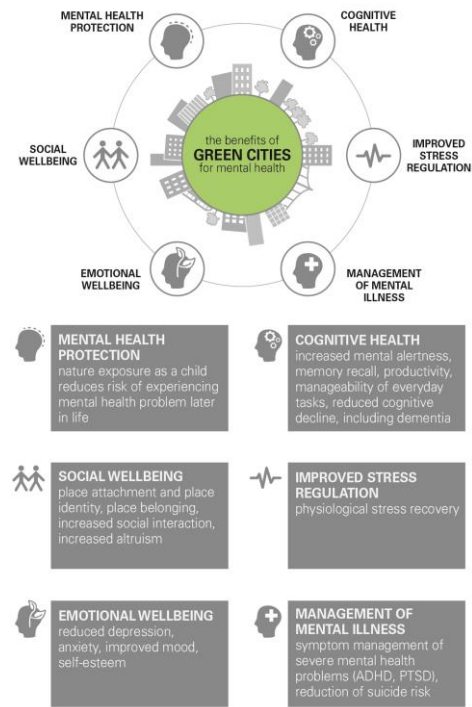 MENTAL HEALTH
PROTECTION
COGNITIVE
HEALTH
SOCIAL
WELLBEING
the benefits of
GREEN CITIES
for mental health
IMPROVED
STRESS
REGULATION
EMOTIONAL
WELLBEING
MANAGEMENT
OF MENTAL
ILLNESS
MENTAL HEALTH
PROTECTION
nature exposure as a child
reduces risk of experiencing
mental health problem later
in life
COGNITIVE HEALTH
increased mental alertness,
memory recall, productivity,
manageability of everyday
tasks, reduced cognitive
decline, including dementia
SOCIAL WELLBEING
place attachment and place
identity, place belonging,
increased social interaction,
increased altruism
IMPROVED STRESS
REGULATION
physiological stress recovery
EMOTIONAL WELLBEING
reduced depression,
anxiety, improved mood,
self-esteem
MANAGEMENT OF
MENTAL ILLNESS
symptom management of
severe mental health
problems (ADHD, PTSD),
reduction of suicide risk